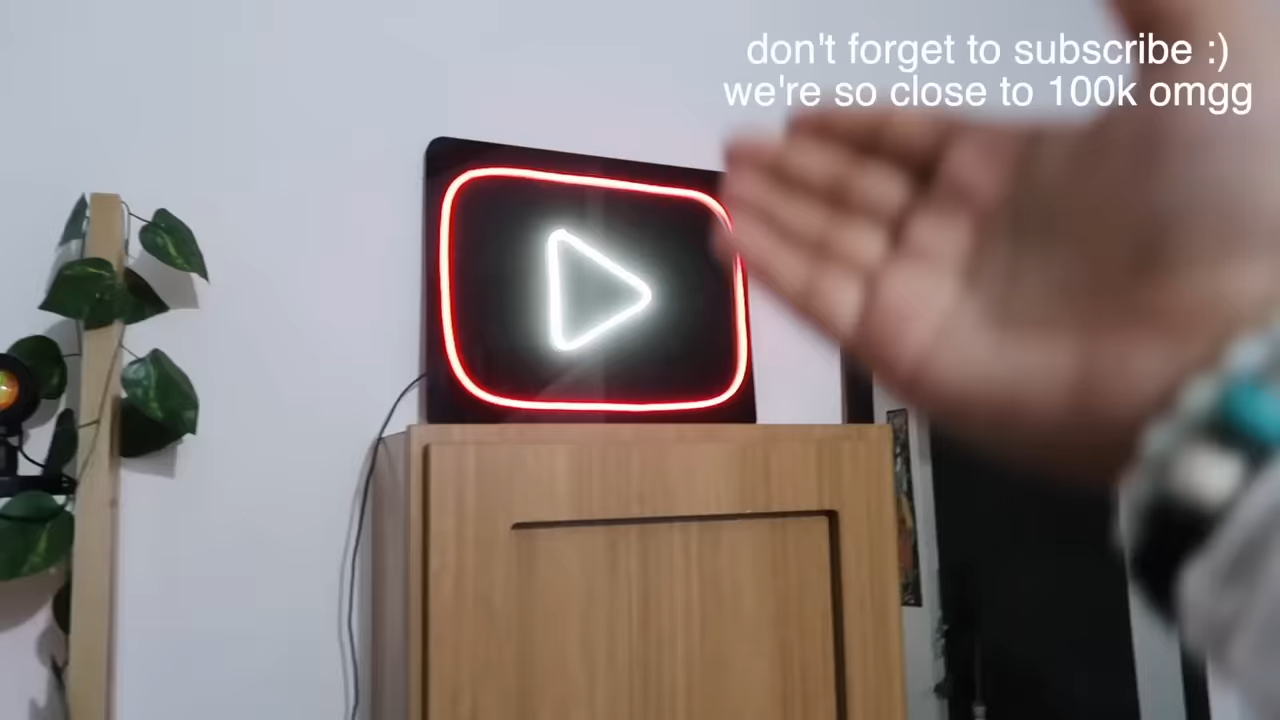 don't forget to subscribe :)
we're so close to 100k omgg